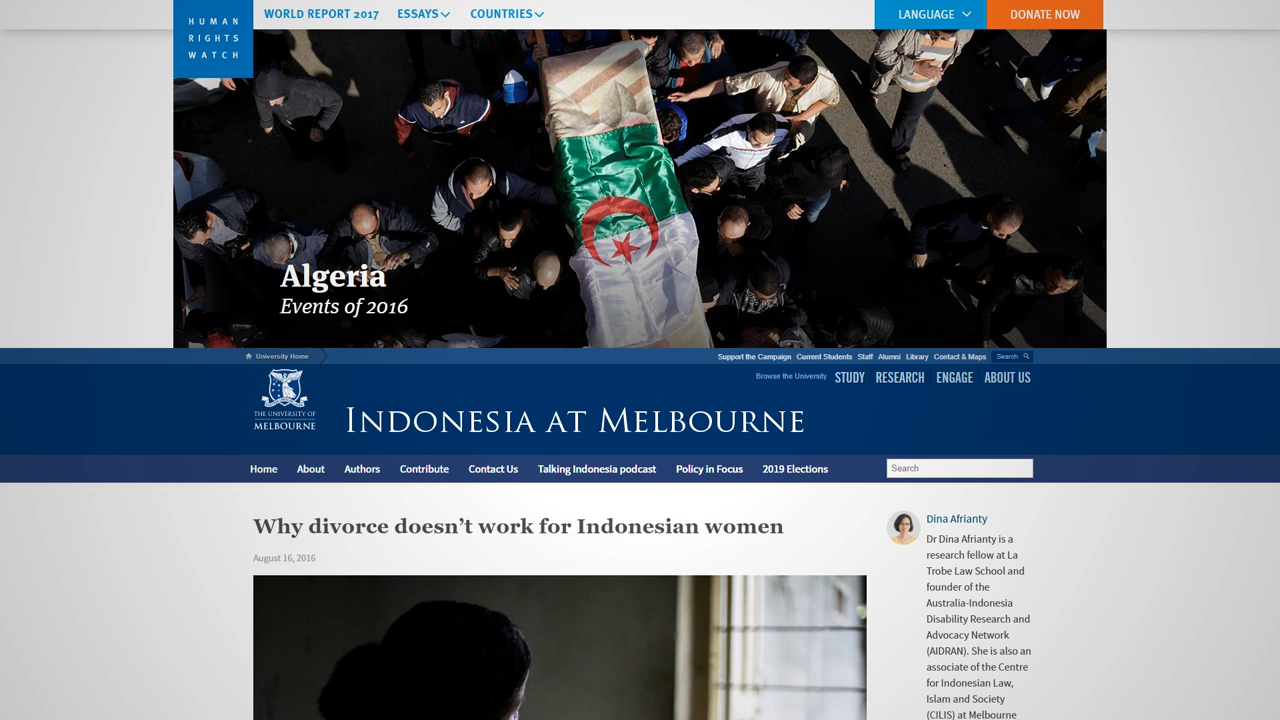 HUMAN
RIGHTS
WATCH
WORLD REPORT 2017 ESSAYS COUNTRIES LANGUAGE DONATE NOW
Algeria
Events of 2016
University Home Support the Campaign Current Students Staff Alumni Library Contact & Maps Search
Browse the University STUDY RESEARCH ENGAGE ABOUT US
THE UNIVERSITY OF
MELBOURNE
INDONESIA AT MELBOURNE
Home About Authors Contribute Contact Us Talking Indonesia podcast Policy in Focus 2019 Elections Search
Why divorce doesn't work for Indonesian women
August 16, 2016
Dina Afrianty
Dr Dina Afrianty is a
research fellow at La
Trobe Law School and
founder of the
Australia-Indonesia
Disability Research and
Advocacy Network
(AIDRAN). She is also an
associate of the Centre
for Indonesian Law,
Islam and Society
(CILIS) at Melbourne